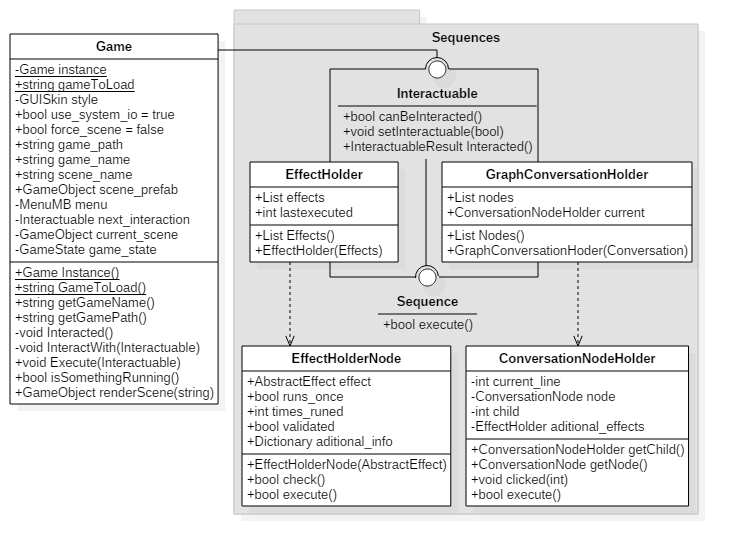 Game
-Game instance
+string gameToLoad
-GUISkin style
+bool use_system_io = true
+bool force_scene = false
+string game_path
+string game_name
+string scene_name
+GameObject scene_prefab
-MenuMB menu
-Interactuable next_interaction
-GameObject current_scene
-GameState game_state
+Game Instance()
+string GameToLoad()
+string getGameName()
+string getGamePath()
-void Interacted()
-void InteractWith(Interactuable)
+void Execute(Interactuable)
+bool isSomethingRunning()
+GameObject renderScene(string)
Sequences
Interactuable
+bool canBeInteracted()
+void setInteractuable(bool)
+InteractuableResult Interacted()
EffectHolder
+List effects
+int lastexecuted
+List Effects()
+EffectHolder(Effects)
GraphConversationHolder
+List nodes
+ConversationNodeHolder current
+List Nodes()
+GraphConversationHoder(Conversation)
Sequence
+bool execute()
EffectHolderNode
+AbstractEffect effect
+bool runs_once
+int times_runed
+bool validated
+Dictionary aditional_info
+EffectHolderNode(AbstractEffect)
+bool check()
+bool execute()
ConversationNodeHolder
-int current_line
-ConversationNode node
-int child
-EffectHolder aditional_effects
+ConversationNodeHolder getChild()
+ConversationNode getNode()
+void clicked(int)
+bool execute()